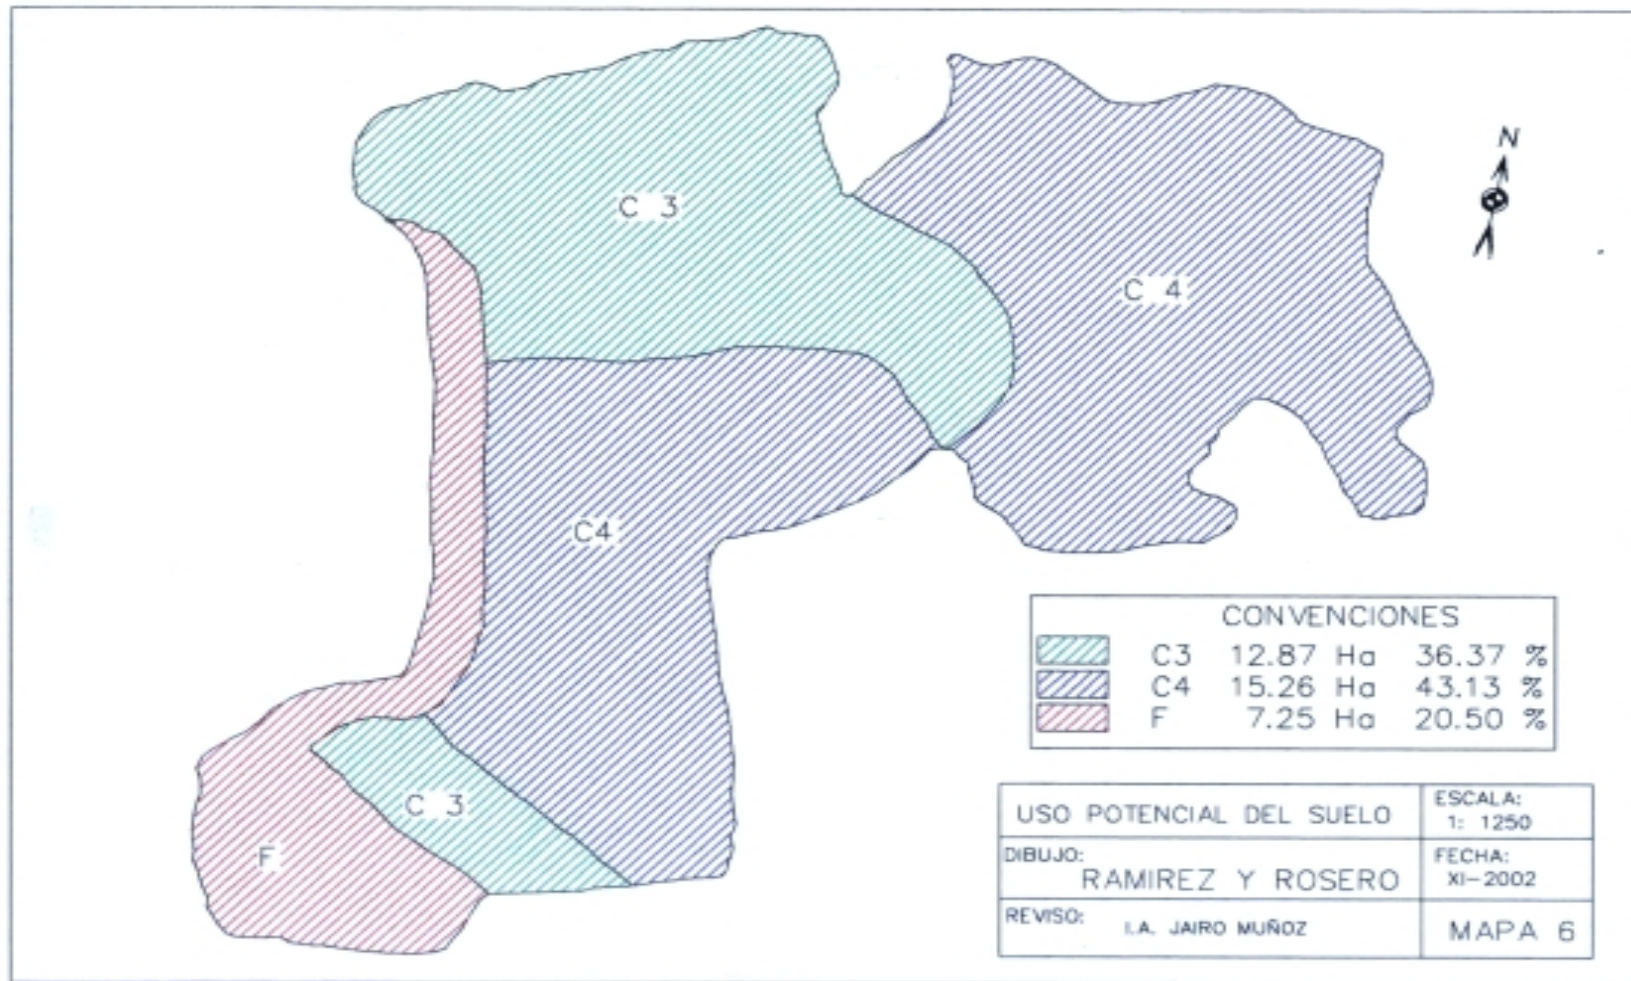 N
C 3
C 4
C4
C 3
F
CONVENCIONES
C3 12.87 Ha 36.37 %
C4 15.26 Ha 43.13 %
F 7.25 Ha 20.50 %
USO POTENCIAL DEL SUELO
ESCALA:
1: 1250
DIBUJO:
RAMIREZ Y ROSERO
FECHA:
XI-2002
REVISO: I.A. JAIRO MUÑOZ
MAPA 6